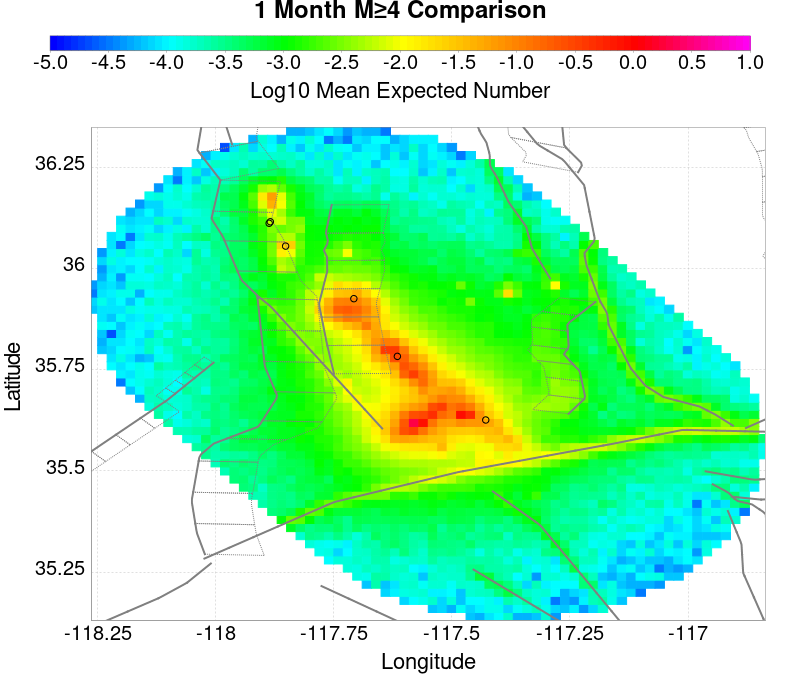 1 Month M≥4 Comparison
-5.0 -4.5 -4.0 -3.5 -3.0 -2.5 -2.0 -1.5 -1.0 -0.5 0.0 0.5 1.0
Log10 Mean Expected Number
36.25
36
35.75
35.5
35.25
Latitude
-118.25 -118 -117.75 -117.5 -117.25 -117
Longitude